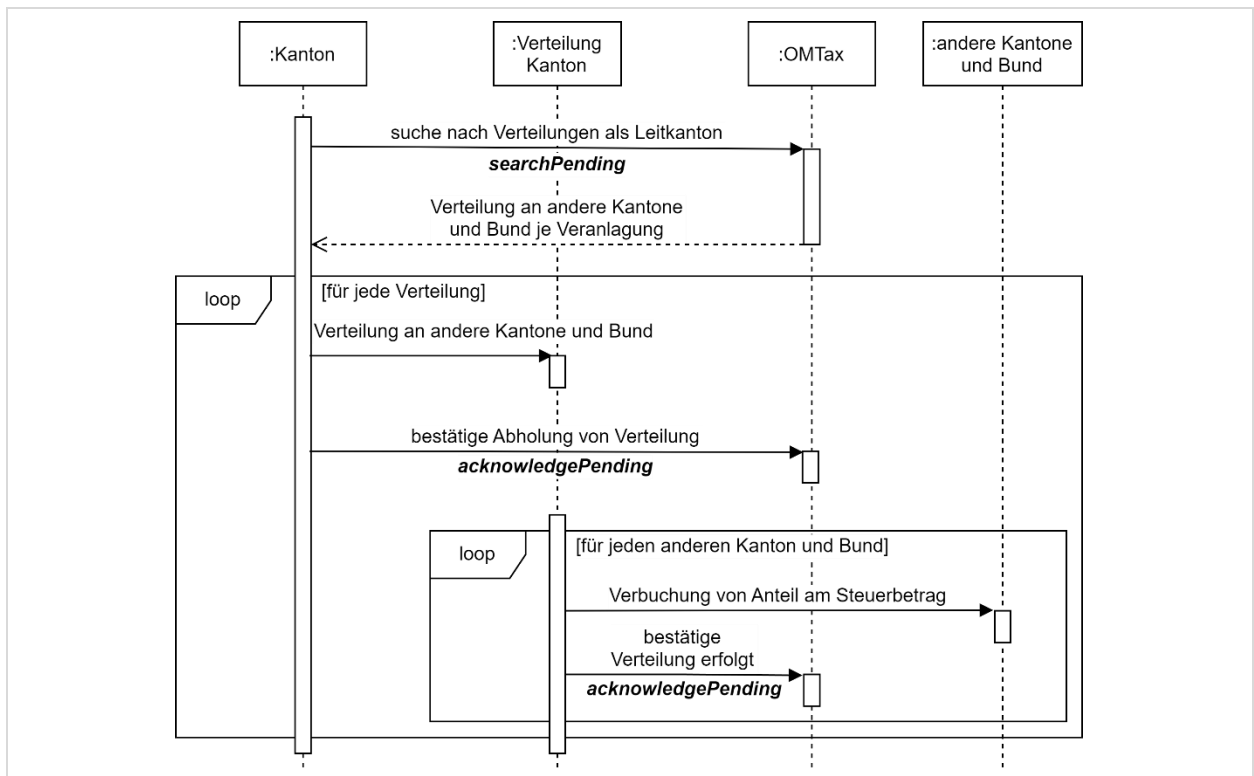 :Kanton
:Verteilung
Kanton
:OMTax
:andere Kantone
und Bund
suche nach Verteilungen als Leitkanton
searchPending
Verteilung an andere Kantone
und Bund je Veranlagung
loop
[für jede Verteilung]
Verteilung an andere Kantone und Bund
bestätige Abholung von Verteilung
acknowledgePending
loop
[für jeden anderen Kanton und Bund]
Verbuchung von Anteil am Steuerbetrag
bestätige
Verteilung erfolgt
acknowledgePending